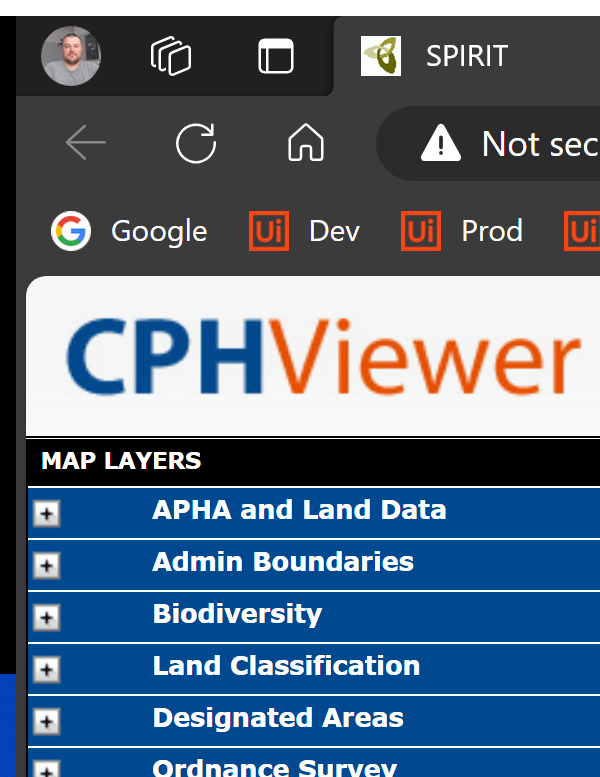 SPIRIT
Not sec
Google Ui Dev Ui Prod Ui
CPHViewer
MAP LAYERS
APHA and Land Data
Admin Boundaries
Biodiversity
Land Classification
Designated Areas
Ordnance Survey